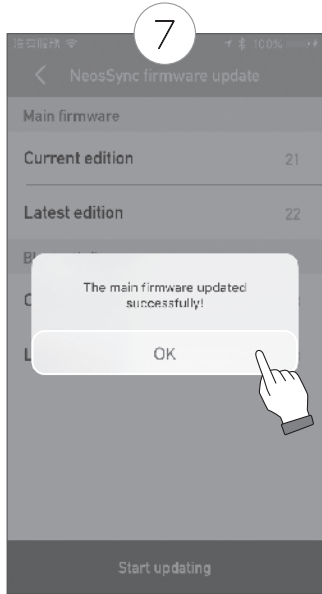 7
100%
NeosSync firmware update
Main firmware
Current edition 21
Latest edition 22
The main firmware updated
successfully!
OK
Start updating